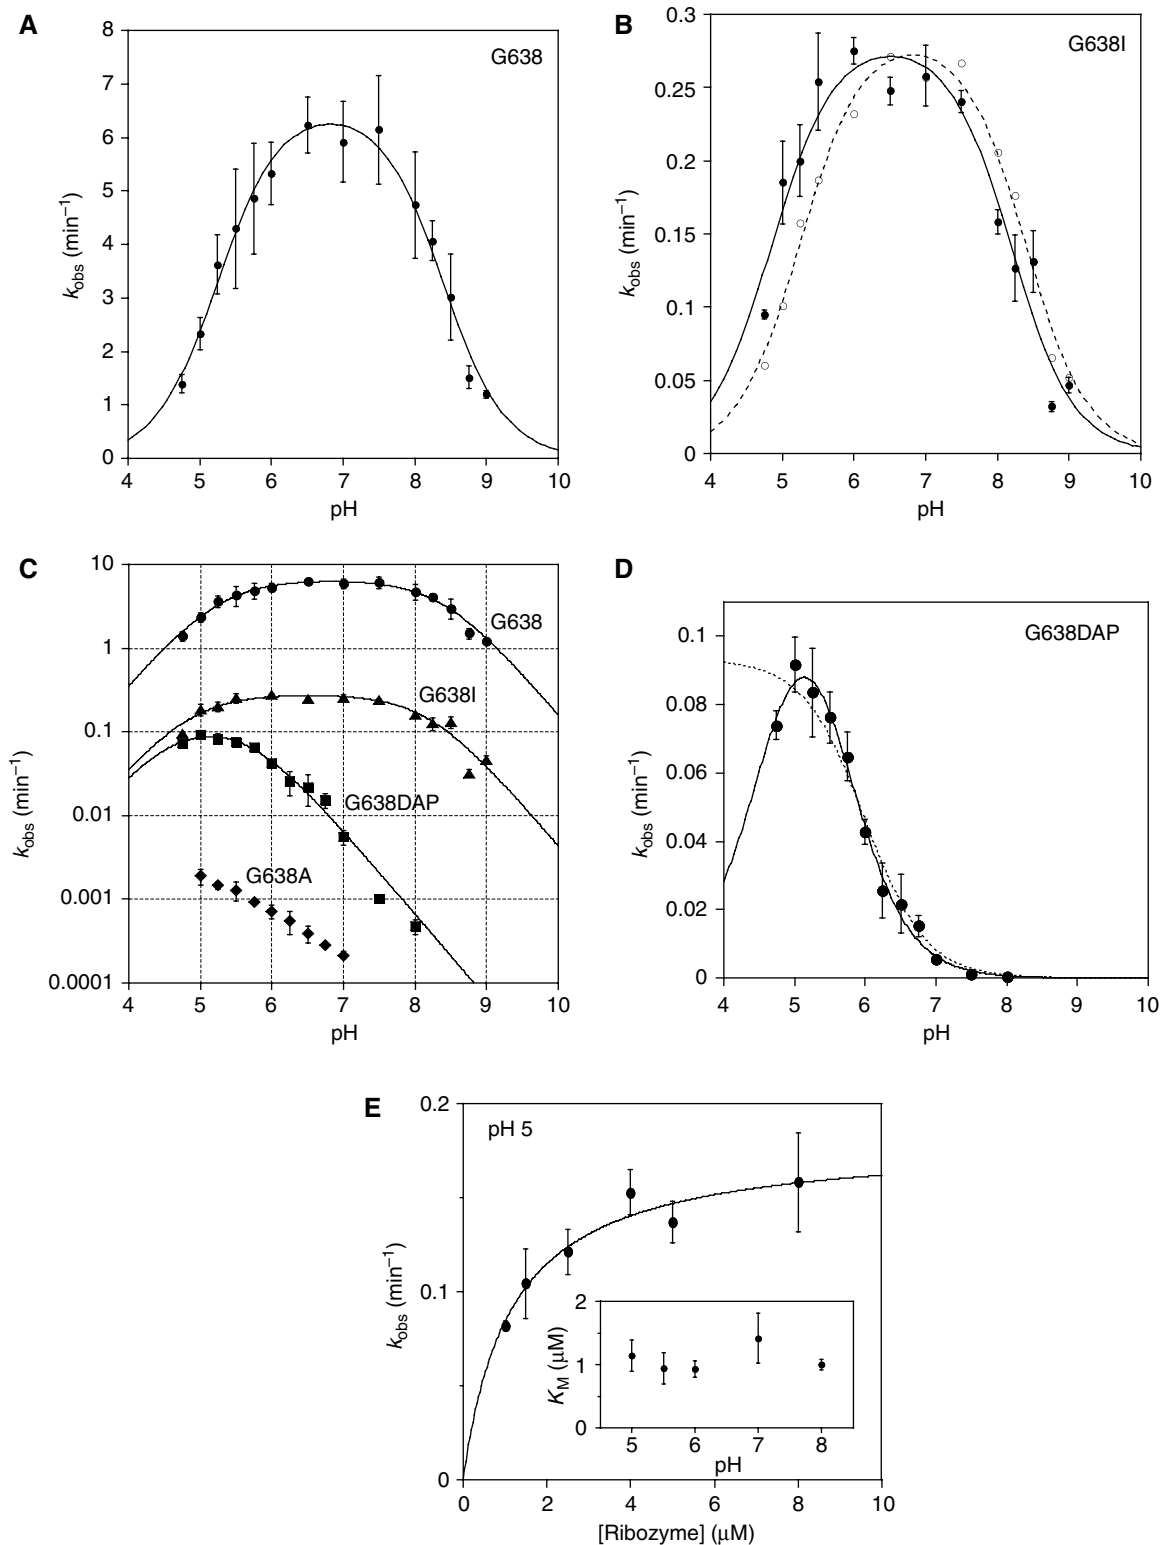 A
G638
8
7
6
5
4
3
2
1
0
k_obs (min⁻¹)
4 5 6 7 8 9 10
pH
B
G638I
0.3
0.25
0.2
0.15
0.1
0.05
0
k_obs (min⁻¹)
4 5 6 7 8 9 10
pH
C
10
1
0.1
0.01
0.001
0.0001
k_obs (min⁻¹)
G638
G638I
G638DAP
G638A
4 5 6 7 8 9 10
pH
D
G638DAP
0.1
0.08
0.06
0.04
0.02
0
k_obs (min⁻¹)
4 5 6 7 8 9 10
pH
E
pH 5
0.2
0.1
0
k_obs (min⁻¹)
2
1
0
K_M (μM)
5 6 7 8
pH
0 2 4 6 8 10
[Ribozyme] (μM)